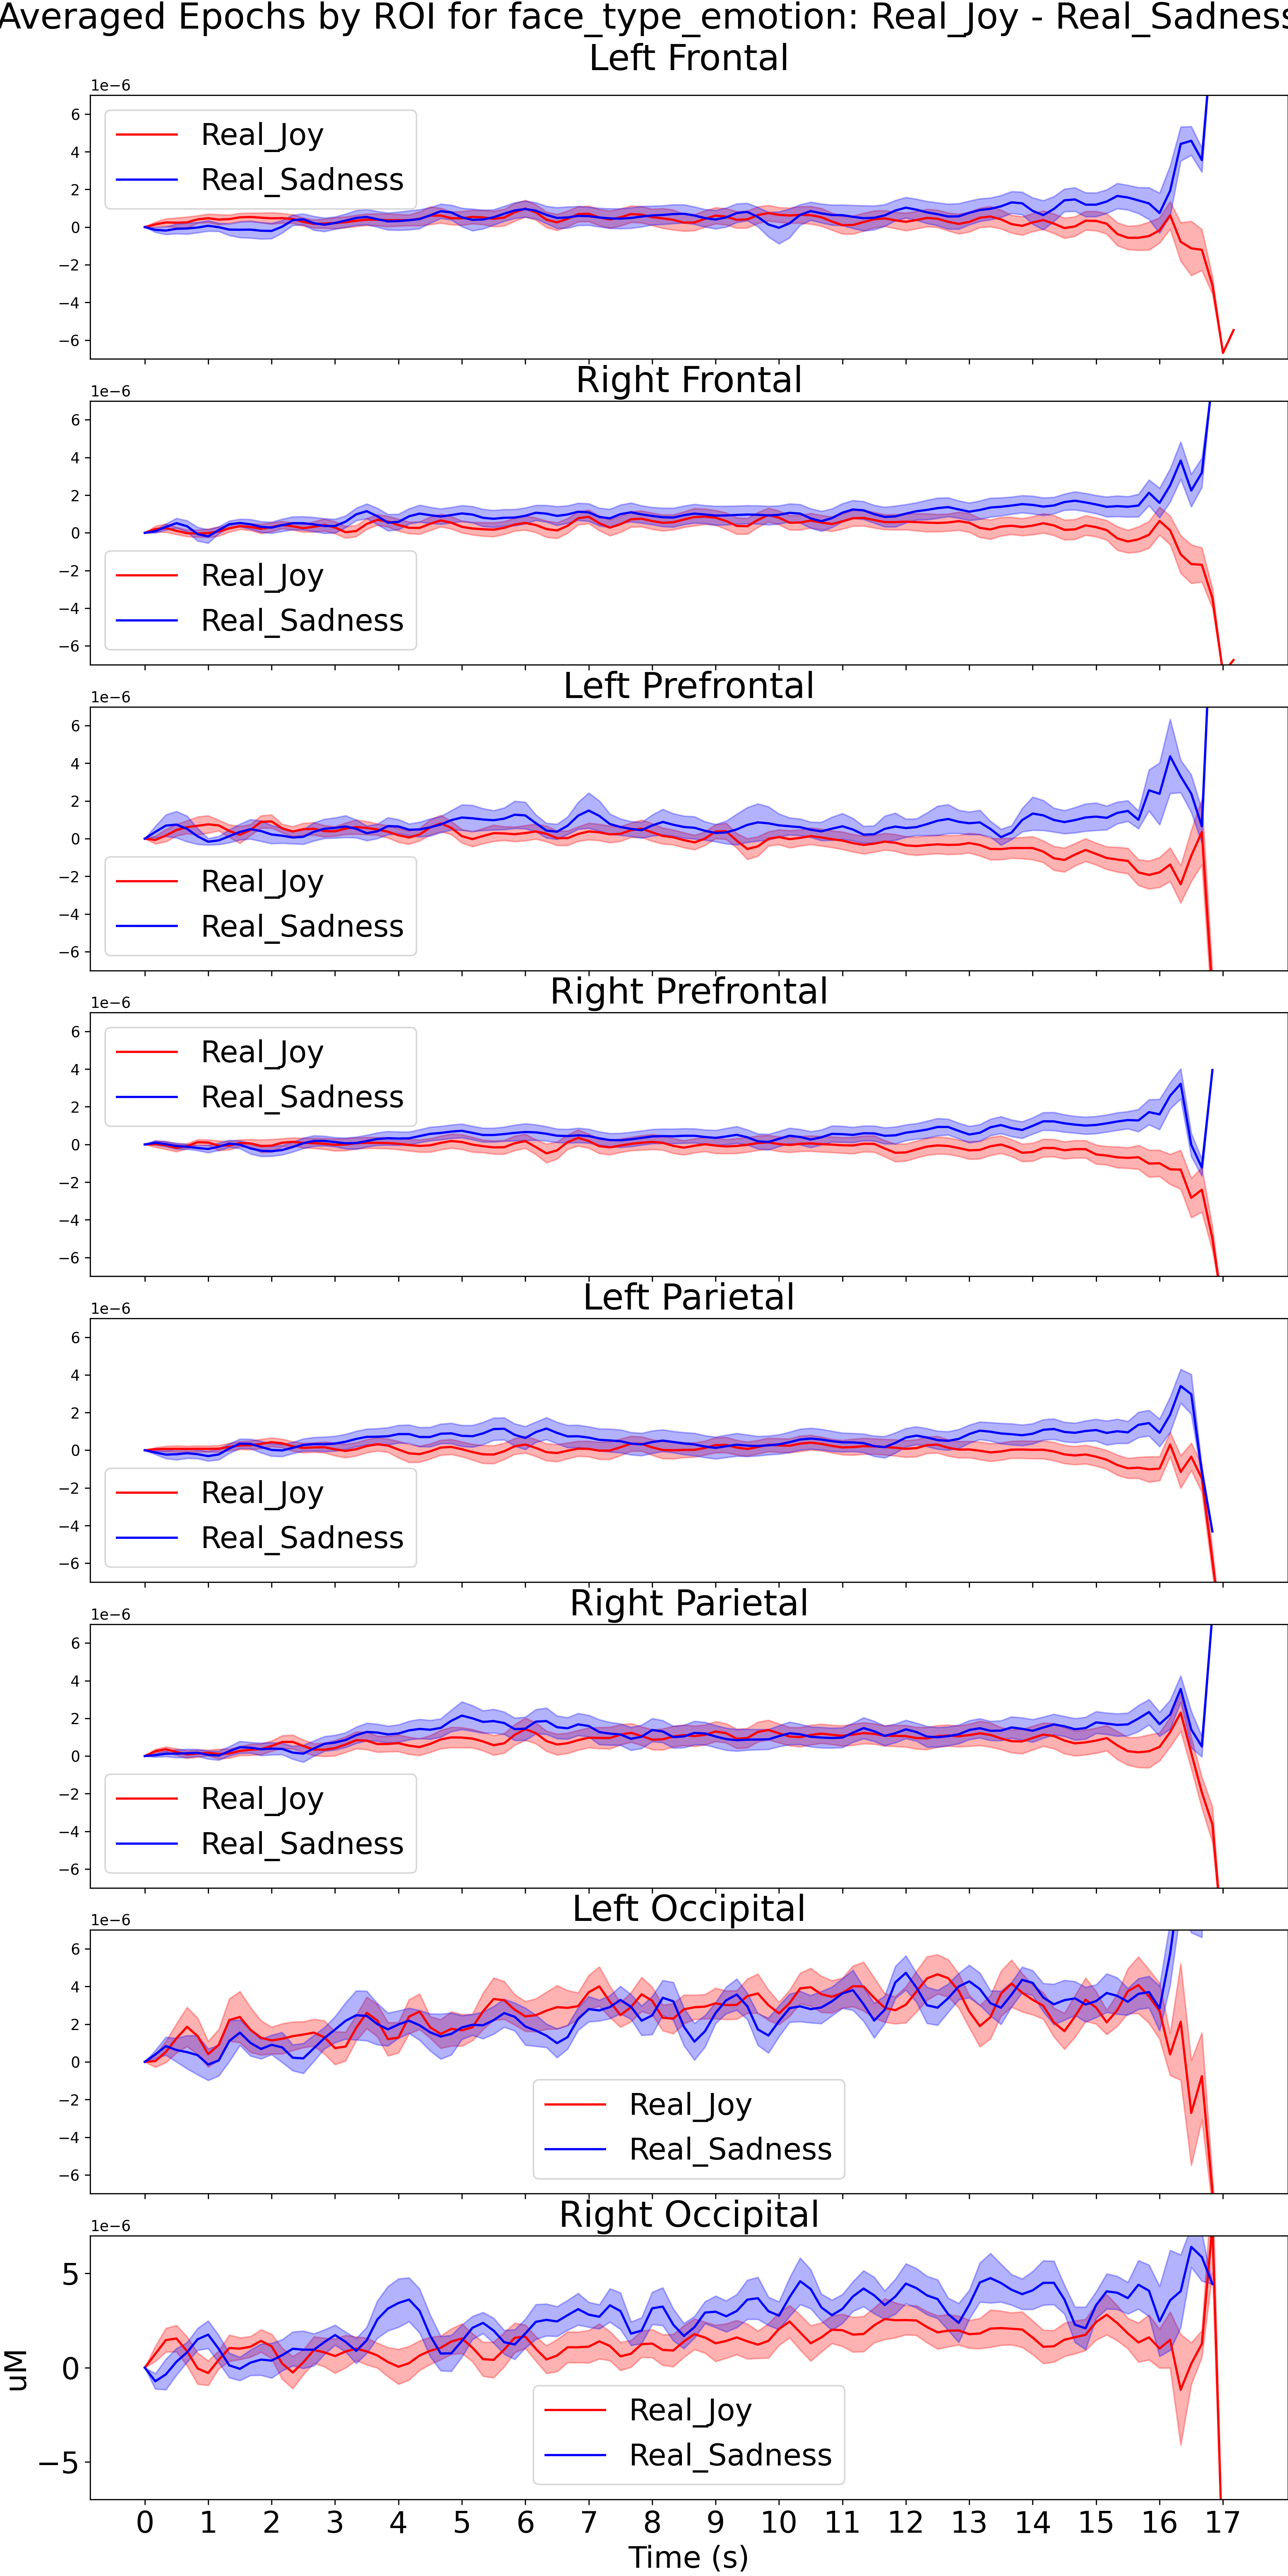 Averaged Epochs by ROI for face_type_emotion: Real_Joy - Real_Sadness
Left Frontal
1e−6
6
4
2
0
−2
−4
−6
Real_Joy
Real_Sadness
Right Frontal
1e−6
6
4
2
0
−2
−4
−6
Real_Joy
Real_Sadness
Left Prefrontal
1e−6
6
4
2
0
−2
−4
−6
Real_Joy
Real_Sadness
Right Prefrontal
1e−6
6
4
2
0
−2
−4
−6
Real_Joy
Real_Sadness
Left Parietal
1e−6
6
4
2
0
−2
−4
−6
Real_Joy
Real_Sadness
Right Parietal
1e−6
6
4
2
0
−2
−4
−6
Real_Joy
Real_Sadness
Left Occipital
1e−6
6
4
2
0
−2
−4
−6
Real_Joy
Real_Sadness
Right Occipital
1e−6
5
0
−5
uM
Real_Joy
Real_Sadness
0 1 2 3 4 5 6 7 8 9 10 11 12 13 14 15 16 17
Time (s)